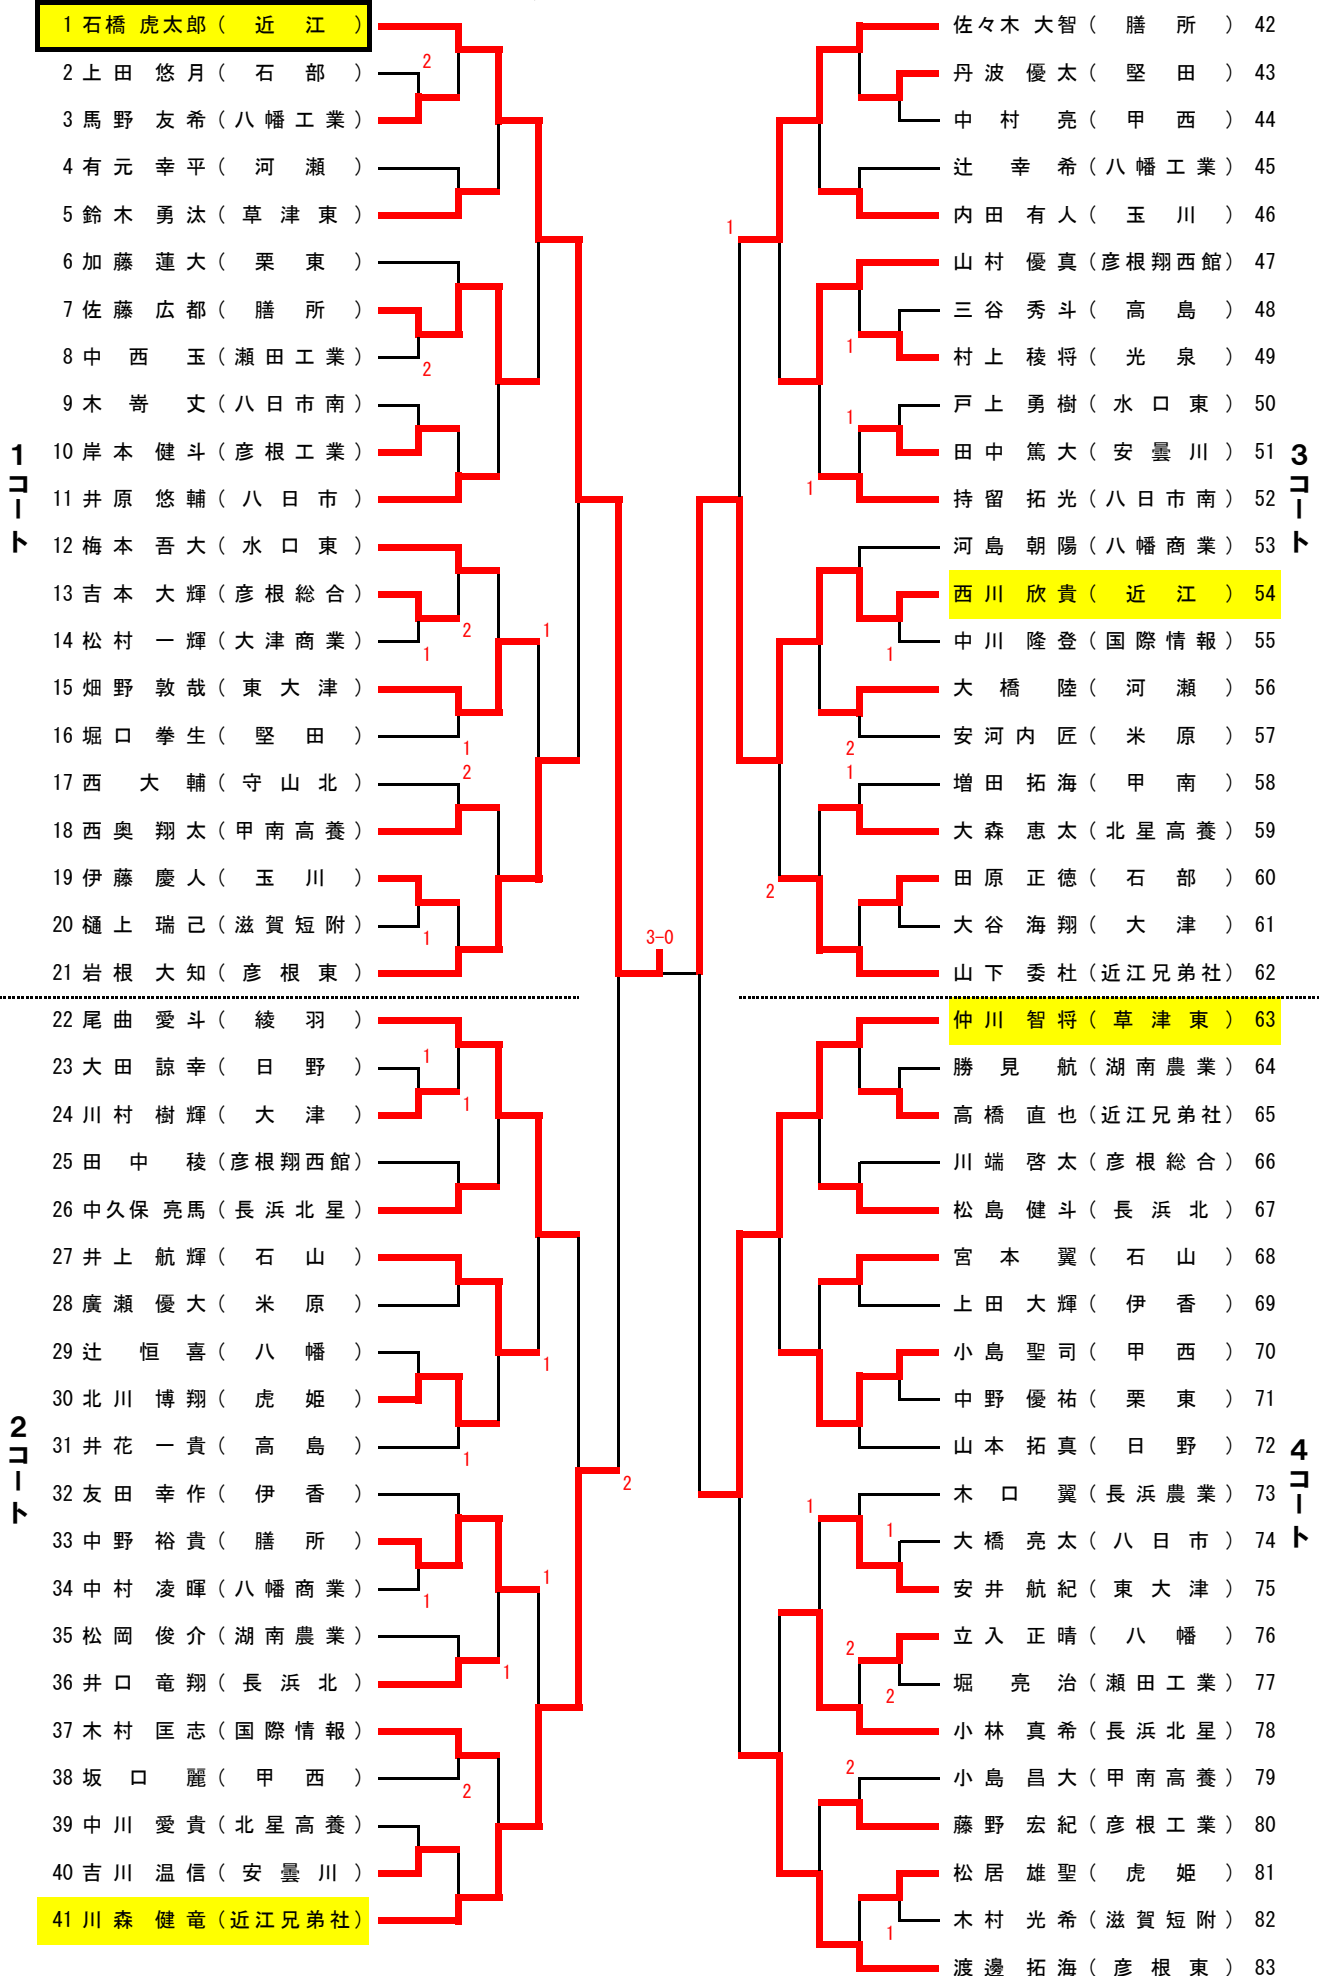 1 石橋 虎太郎 ( 近 江 )
2 上田 悠月 ( 石 部 )
3 馬野 友希 ( 八幡工業 )
4 有元 幸平 ( 河 瀬 )
5 鈴木 勇汰 ( 草津東 )
6 加藤 蓮大 ( 栗 東 )
7 佐藤 広都 ( 膳 所 )
8 中西 玉 ( 瀬田工業 )
9 木嵜 丈 ( 八日市南 )
10 岸本 健斗 ( 彦根工業 )
11 井原 悠輔 ( 八日市 )
12 梅本 吾大 ( 水口東 )
13 吉本 大輝 ( 彦根総合 )
14 松村 一輝 ( 大津商業 )
15 畑野 敦哉 ( 東大津 )
16 堀口 拳生 ( 堅 田 )
17 西 大輔 ( 守山北 )
18 西奥 翔太 ( 甲南高養 )
19 伊藤 慶人 ( 玉 川 )
20 樋上 瑞己 ( 滋賀短附 )
21 岩根 大知 ( 彦根東 )
22 尾曲 愛斗 ( 綾 羽 )
23 大田 諒幸 ( 日 野 )
24 川村 樹輝 ( 大 津 )
25 田中 稜 ( 彦根翔西館 )
26 中久保 亮馬 ( 長浜北星 )
27 井上 航輝 ( 石 山 )
28 廣瀬 優大 ( 米 原 )
29 辻 恒喜 ( 八 幡 )
30 北川 博翔 ( 虎 姫 )
31 井花 一貴 ( 高 島 )
32 友田 幸作 ( 伊 香 )
33 中野 裕貴 ( 膳 所 )
34 中村 凌暉 ( 八幡商業 )
35 松岡 俊介 ( 湖南農業 )
36 井口 竜翔 ( 長浜北 )
37 木村 匡志 ( 国際情報 )
38 坂口 麗 ( 甲 西 )
39 中川 愛貴 ( 北星高養 )
40 吉川 温信 ( 安曇川 )
41 川森 健竜 ( 近江兄弟社 )
1コート
2コート
2
2
2
1
1
1
2
1
1
1
1
1
1
1
1
1
2
2
3-0
佐々木 大智 ( 膳 所 ) 42
丹波 優太 ( 堅 田 ) 43
中村 亮 ( 甲 西 ) 44
辻 幸希 ( 八幡工業 ) 45
内田 有人 ( 玉 川 ) 46
山村 優真 ( 彦根翔西館 ) 47
三谷 秀斗 ( 高 島 ) 48
村上 稜将 ( 光 泉 ) 49
戸上 勇樹 ( 水口東 ) 50
田中 篤大 ( 安曇川 ) 51
持留 拓光 ( 八日市南 ) 52
河島 朝陽 ( 八幡商業 ) 53
西川 欣貴 ( 近 江 ) 54
中川 隆登 ( 国際情報 ) 55
大橋 陸 ( 河 瀬 ) 56
安河内 匠 ( 米 原 ) 57
増田 拓海 ( 甲 南 ) 58
大森 恵太 ( 北星高養 ) 59
田原 正徳 ( 石 部 ) 60
大谷 海翔 ( 大 津 ) 61
山下 委杜 ( 近江兄弟社 ) 62
仲川 智将 ( 草津東 ) 63
勝見 航 ( 湖南農業 ) 64
高橋 直也 ( 近江兄弟社 ) 65
川端 啓太 ( 彦根総合 ) 66
松島 健斗 ( 長浜北 ) 67
宮本 翼 ( 石 山 ) 68
上田 大輝 ( 伊 香 ) 69
小島 聖司 ( 甲 西 ) 70
中野 優祐 ( 栗 東 ) 71
山本 拓真 ( 日 野 ) 72
木口 翼 ( 長浜農業 ) 73
大橋 亮太 ( 八日市 ) 74
安井 航紀 ( 東大津 ) 75
立入 正晴 ( 八 幡 ) 76
堀 亮治 ( 瀬田工業 ) 77
小林 真希 ( 長浜北星 ) 78
小島 昌大 ( 甲南高養 ) 79
藤野 宏紀 ( 彦根工業 ) 80
松居 雄聖 ( 虎 姫 ) 81
木村 光希 ( 滋賀短附 ) 82
渡邊 拓海 ( 彦根東 ) 83
3コート
4コート
1
1
1
1
1
2
1
2
1
1
2
2
2
1